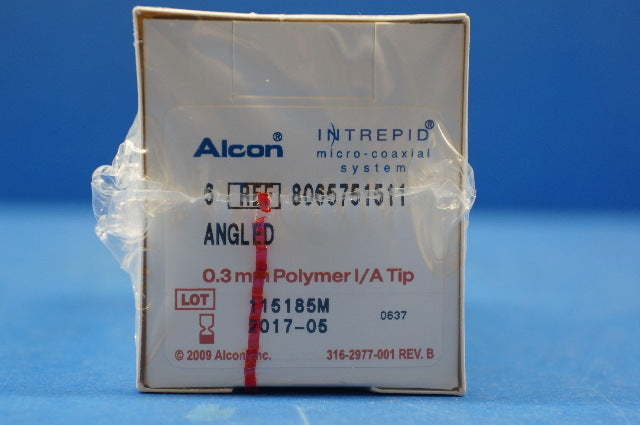 Alcon®
INTREPID®
micro-coaxial
system
6 REF 8065751511
ANGLED
0.3 mm Polymer I/A Tip
LOT 115185M
2017-05
0637
© 2009 Alcon, Inc. 316-2977-001 REV. B